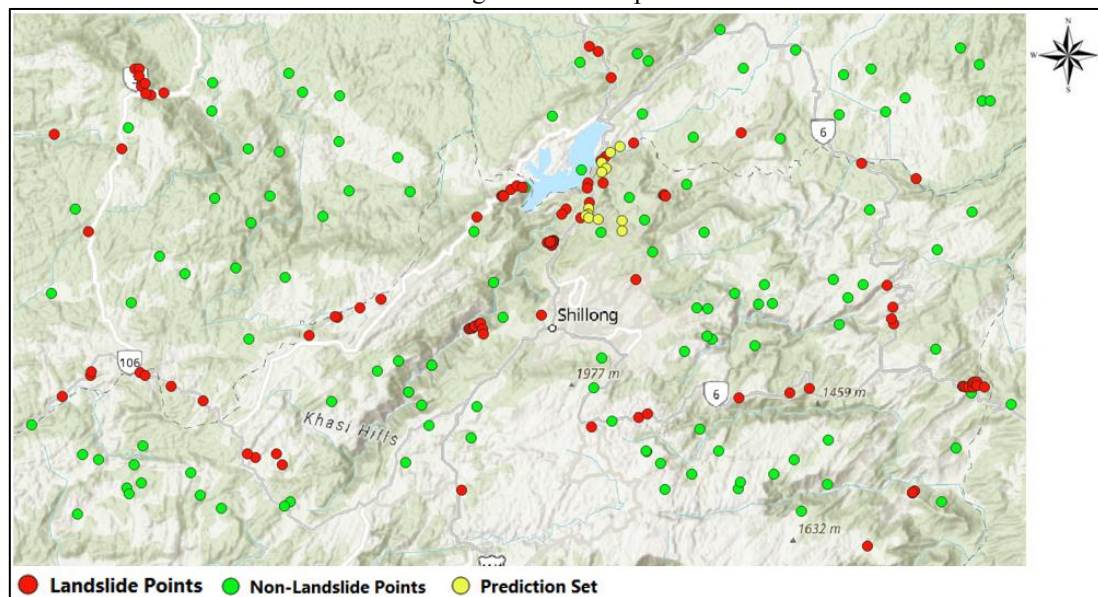 N
W
E
S
6
Shillong
106
1977 m
6
1459 m
Khasi Hills
1632 m
Landslide Points
Non-Landslide Points
Prediction Set